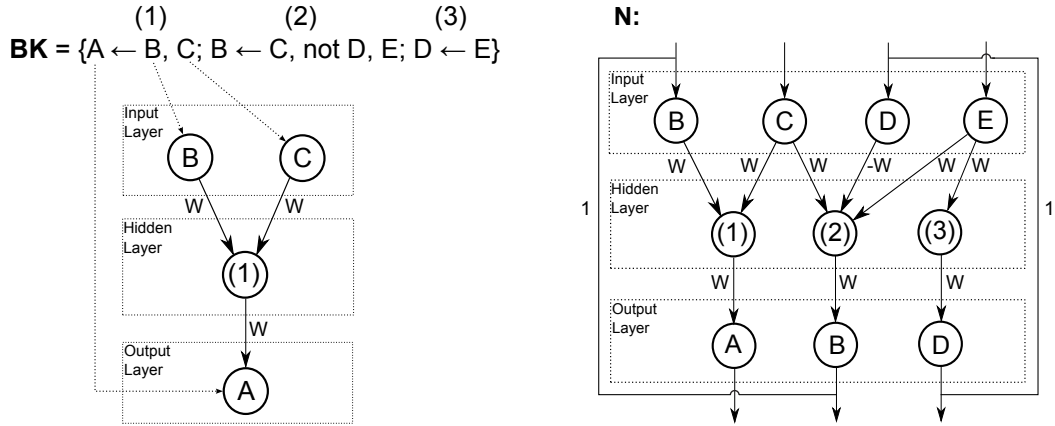 (1) (2) (3)
BK = {A ← B, C; B ← C, not D, E; D ← E}
Input
Layer
B C
W W
Hidden
Layer
(1)
W
Output
Layer
A
N:
Input
Layer
B C D E
W W W -W W W
1 1
Hidden
Layer
(1) (2) (3)
W W W
Output
Layer
A B D